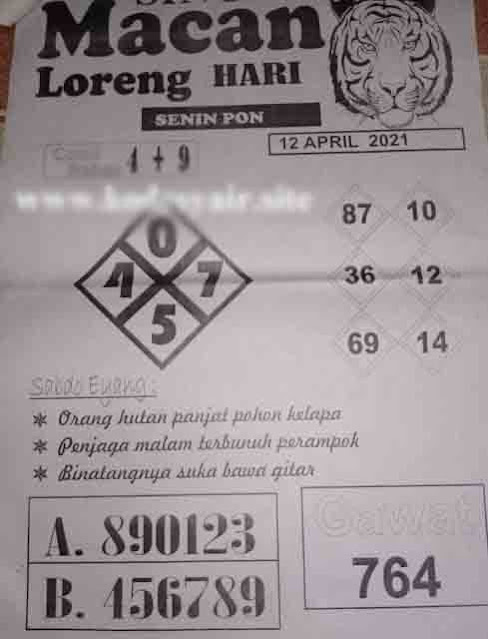 Macan
Loreng HARI
SENIN PON
12 APRIL 2021
4 + 9
87 10
0
4 7
36 12
5
69 14
Sabdo Eyang :
* Orang hutan panjat pohon kelapa
* Penjaga malam terbunuh perampok
* Binatangnya suka bawa gitar
A. 890123
Gawat
B. 456789
764